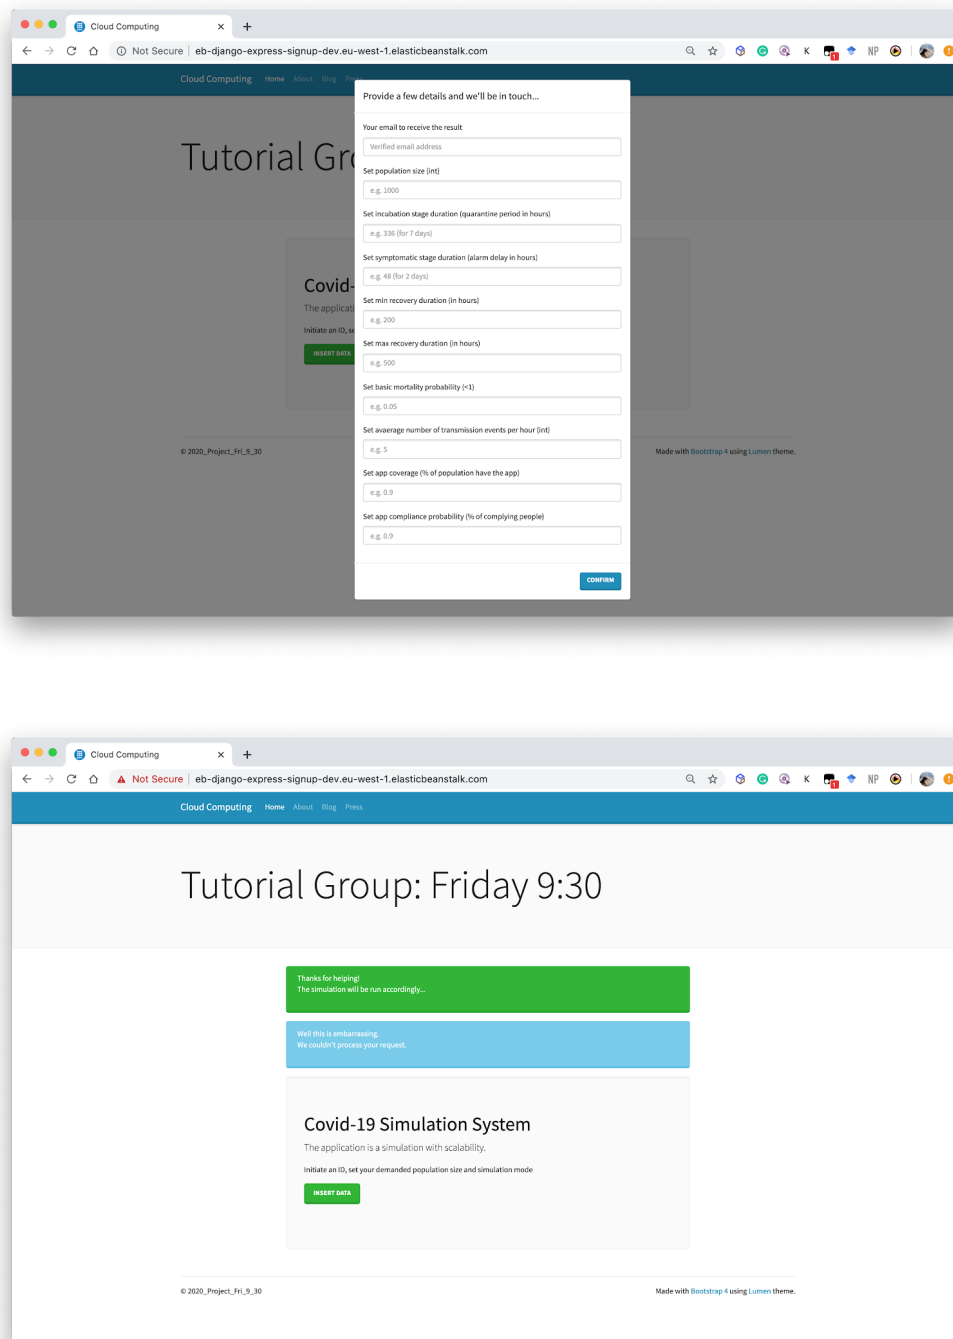 Cloud Computing
Not Secure | eb-django-express-signup-dev.eu-west-1.elasticbeanstalk.com
K NP
1
Cloud Computing Home About Blog Press
Tutorial Gro
Provide a few details and we'll be in touch...
Your email to receive the result
Verified email address
Set population size (int)
e.g. 1000
Set incubation stage duration (quarantine period in hours)
e.g. 336 (for 7 days)
Set symptomatic stage duration (alarm delay in hours)
e.g. 48 (for 2 days)
Set min recovery duration (in hours)
e.g. 200
Set max recovery duration (in hours)
e.g. 500
Set basic mortality probability (<1)
e.g. 0.05
Set avaerage number of transmission events per hour (int)
e.g. 5
Set app coverage (% of population have the app)
e.g. 0.9
Set app compliance probability (% of complying people)
e.g. 0.9
CONFIRM
Covid-
The applicati
Initiate an ID, se
INSERT DATA
© 2020_Project_Fri_9_30
Made with Bootstrap 4 using Lumen theme.
Cloud Computing
Not Secure | eb-django-express-signup-dev.eu-west-1.elasticbeanstalk.com
K NP
1
Cloud Computing Home About Blog Press
Tutorial Group: Friday 9:30
Thanks for helping!
The simulation will be run accordingly...
Well this is embarrassing.
We couldn't process your request.
Covid-19 Simulation System
The application is a simulation with scalability.
Initiate an ID, set your demanded population size and simulation mode
INSERT DATA
© 2020_Project_Fri_9_30
Made with Bootstrap 4 using Lumen theme.